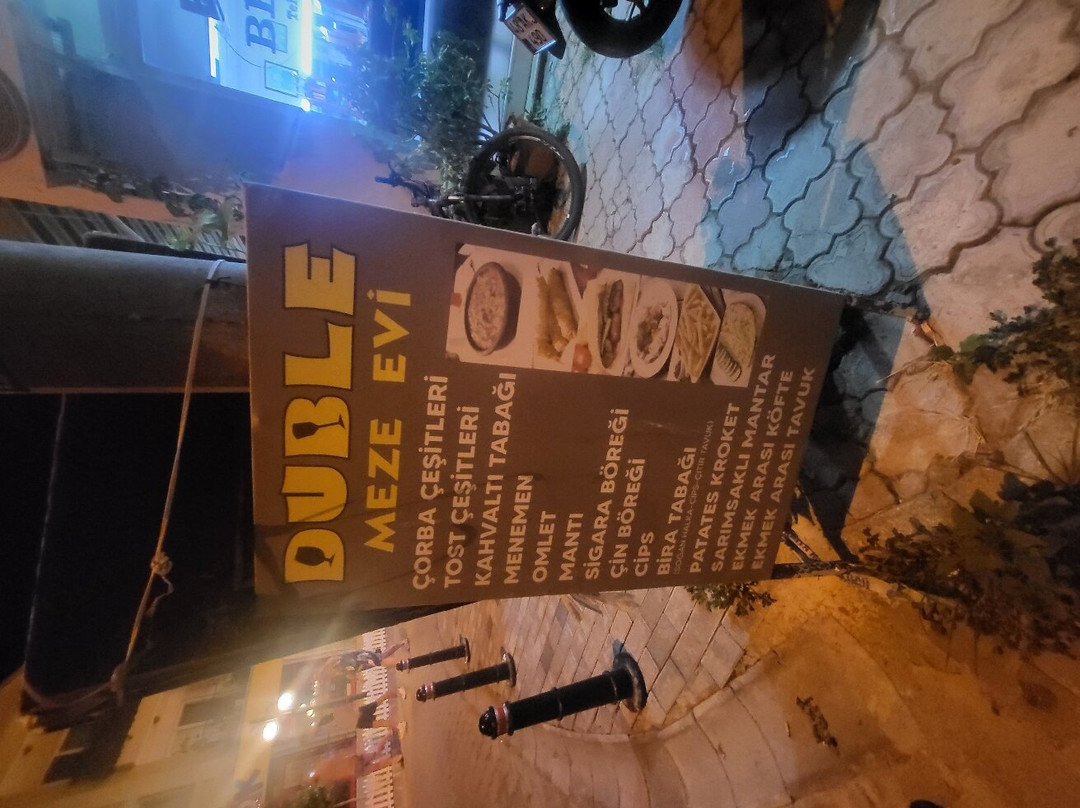 DUBLE
MEZE EVİ
ÇORBA ÇEŞİTLERİ
TOST ÇEŞİTLERİ
KAHVALTI TABAĞI
MENEMEN
OMLET
MANTI
SİGARA BÖREĞİ
ÇİN BÖREĞİ
CİPS
BİRA TABAĞI
PATATES KROKET
SARIMSAKLI MANTAR
EKMEK ARASI KÖFTE
EKMEK ARASI TAVUK